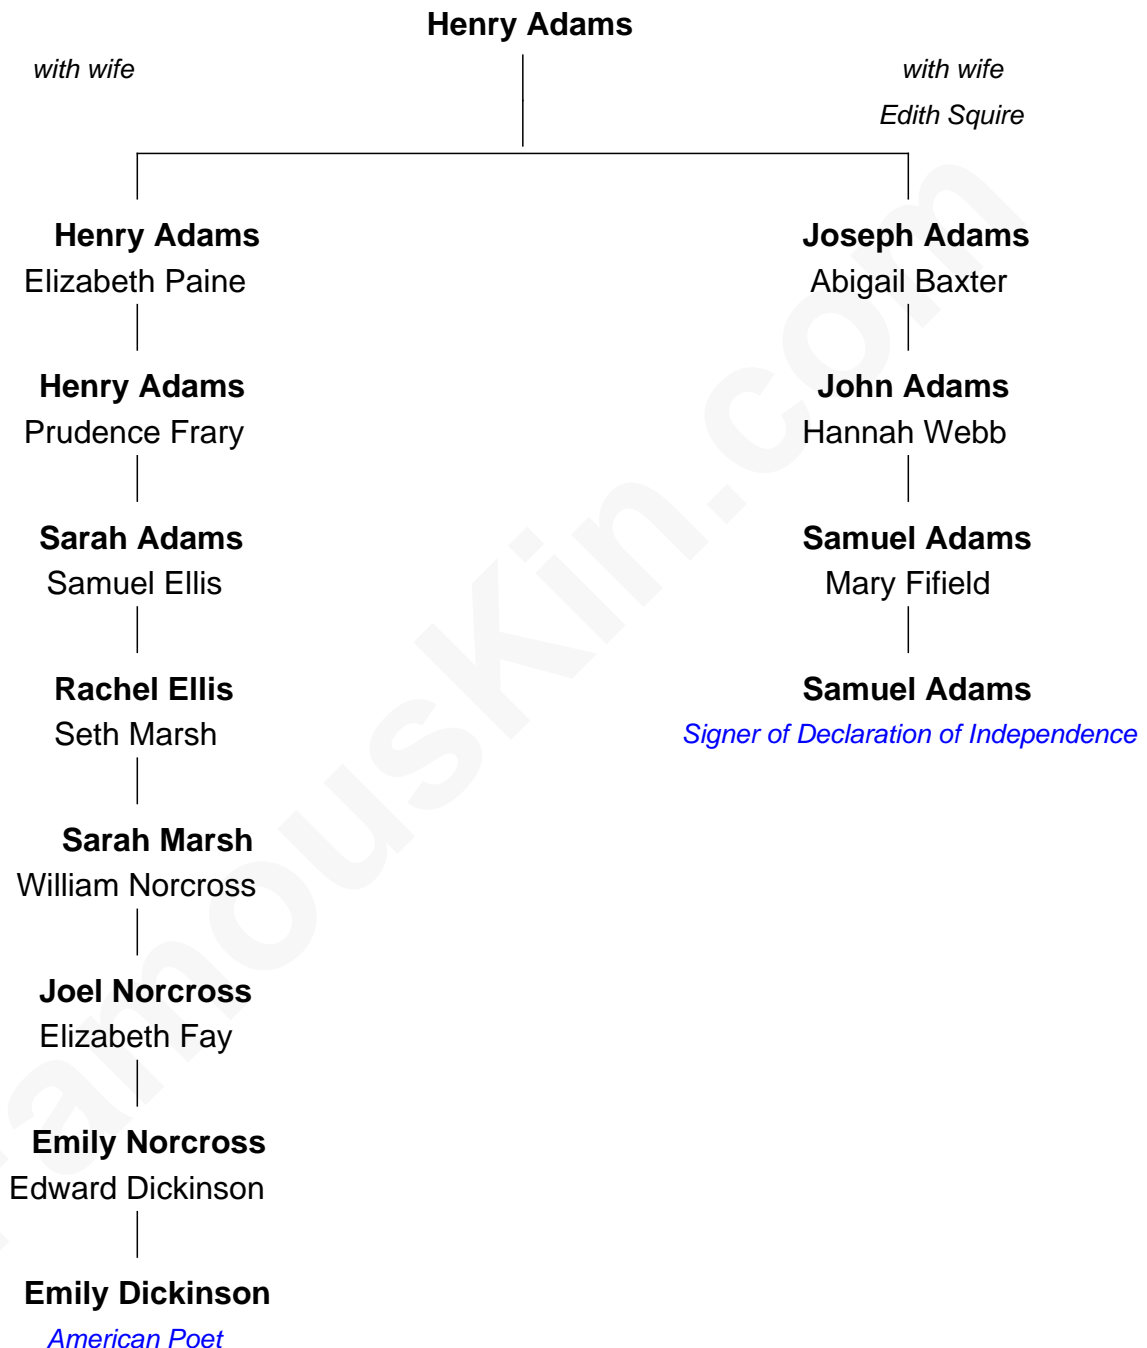 Henry Adams
with wife
with wife
Edith Squire
Henry Adams
Elizabeth Paine
Joseph Adams
Abigail Baxter
Henry Adams
Prudence Frary
John Adams
Hannah Webb
Sarah Adams
Samuel Ellis
Samuel Adams
Mary Fifield
Rachel Ellis
Seth Marsh
Samuel Adams
Signer of Declaration of Independence
Sarah Marsh
William Norcross
Joel Norcross
Elizabeth Fay
Emily Norcross
Edward Dickinson
Emily Dickinson
American Poet
FamousKin.com